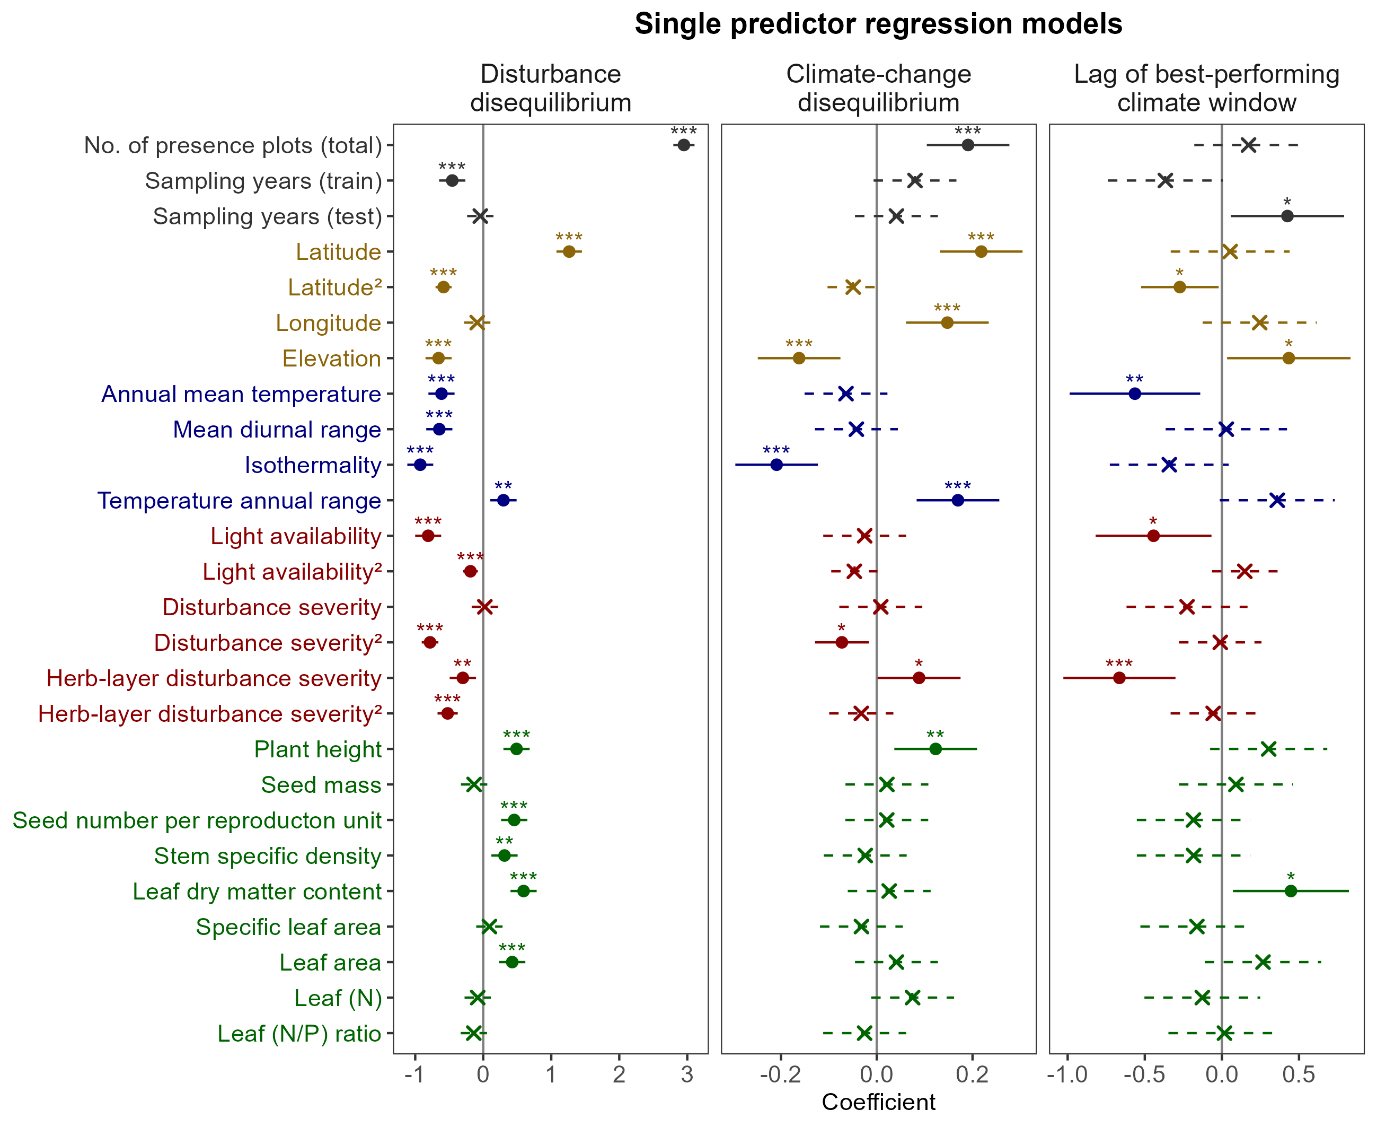 Single predictor regression models
Disturbance
disequilibrium
Climate-change
disequilibrium
Lag of best-performing
climate window
No. of presence plots (total)
*** ***
Sampling years (train)
***
Sampling years (test)
*
Latitude
*** ***
Latitude²
*** *
Longitude
***
Elevation
*** *** *
Annual mean temperature
*** **
Mean diurnal range
***
Isothermality
*** ***
Temperature annual range
** ***
Light availability
*** *
Light availability²
***
Disturbance severity
Disturbance severity²
*** *
Herb-layer disturbance severity
** * ***
Herb-layer disturbance severity²
***
Plant height
*** **
Seed mass
Seed number per reproducton unit
***
Stem specific density
**
Leaf dry matter content
*** *
Specific leaf area
Leaf area
***
Leaf (N)
Leaf (N/P) ratio
-1 0 1 2 3
-0.2 0.0 0.2
-1.0 -0.5 0.0 0.5
Coefficient